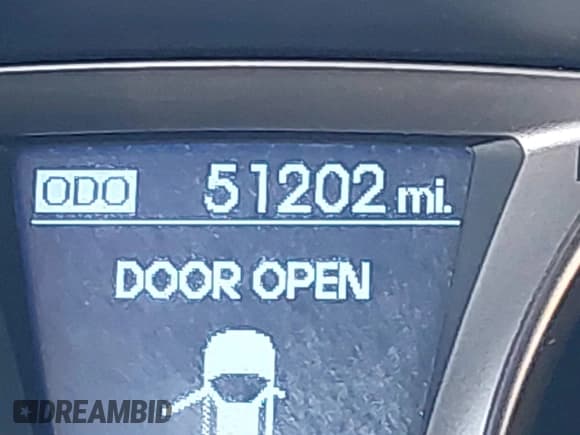 ODO 51202 mi.
DOOR OPEN
DREAMBID